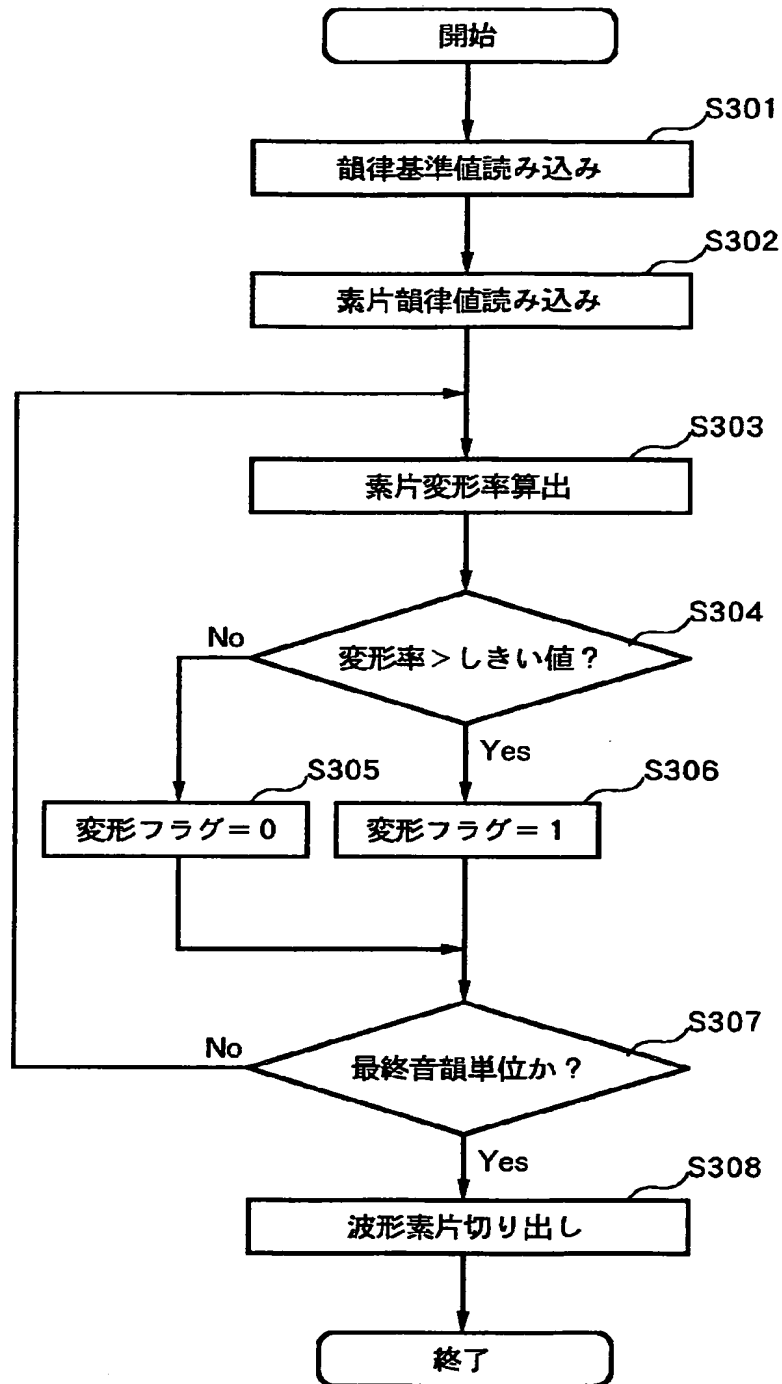 開始
S301
韻律基準値読み込み
S302
素片韻律値読み込み
S303
素片変形率算出
S304
No
変形率>しきい値?
Yes
S305
S306
変形フラグ=0
変形フラグ=1
S307
No
最終音韻単位か?
Yes
S308
波形素片切り出し
終了